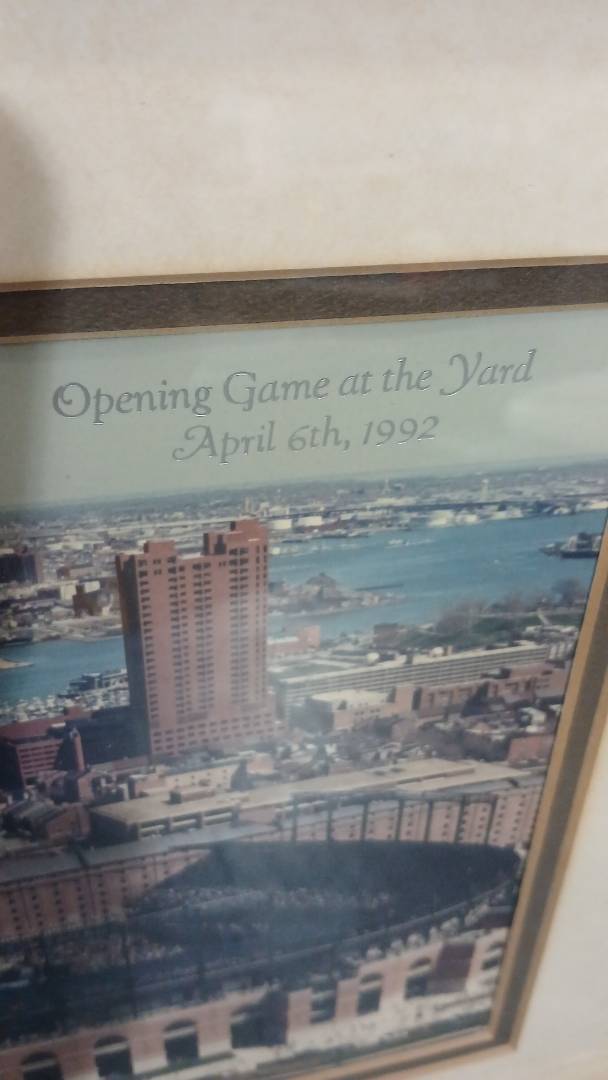 Opening Game at the Yard
April 6th, 1992